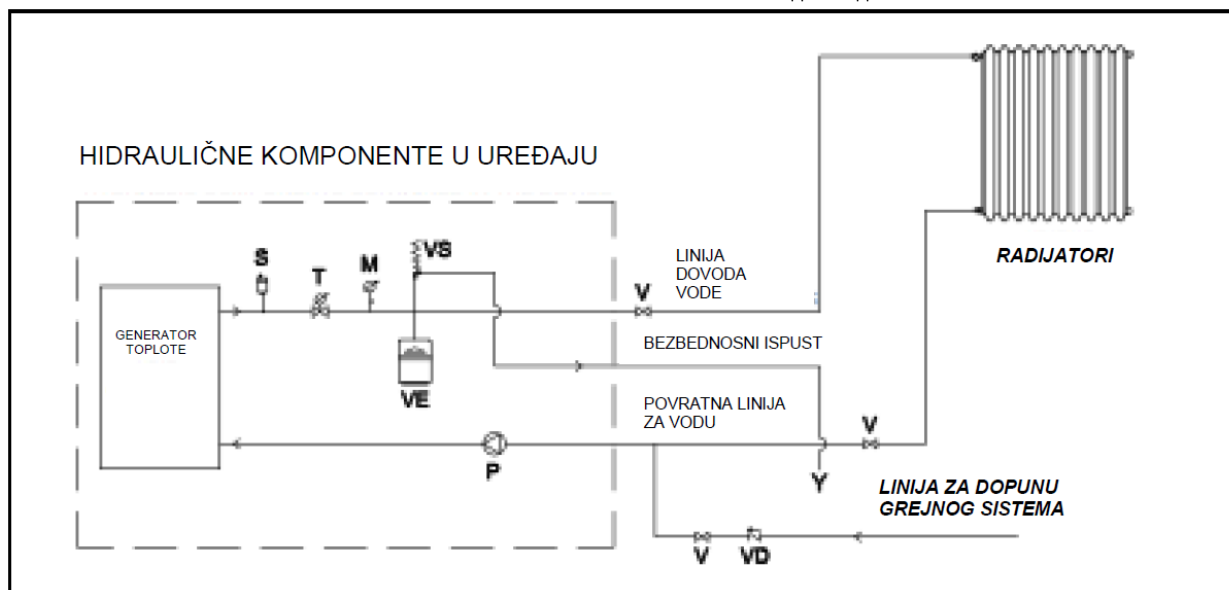 HIDRAULIČNE KOMPONENTE U UREĐAJU
S
T
M
VS
GENERATOR
TOPLOTE
VE
P
V
LINIJA
DOVODA
VODE
BEZBEDNOSNI ISPUST
POVRATNA LINIJA
ZA VODU
V
RADIJATORI
LINIJA ZA DOPUNU
GREJNOG SISTEMA
V
VD